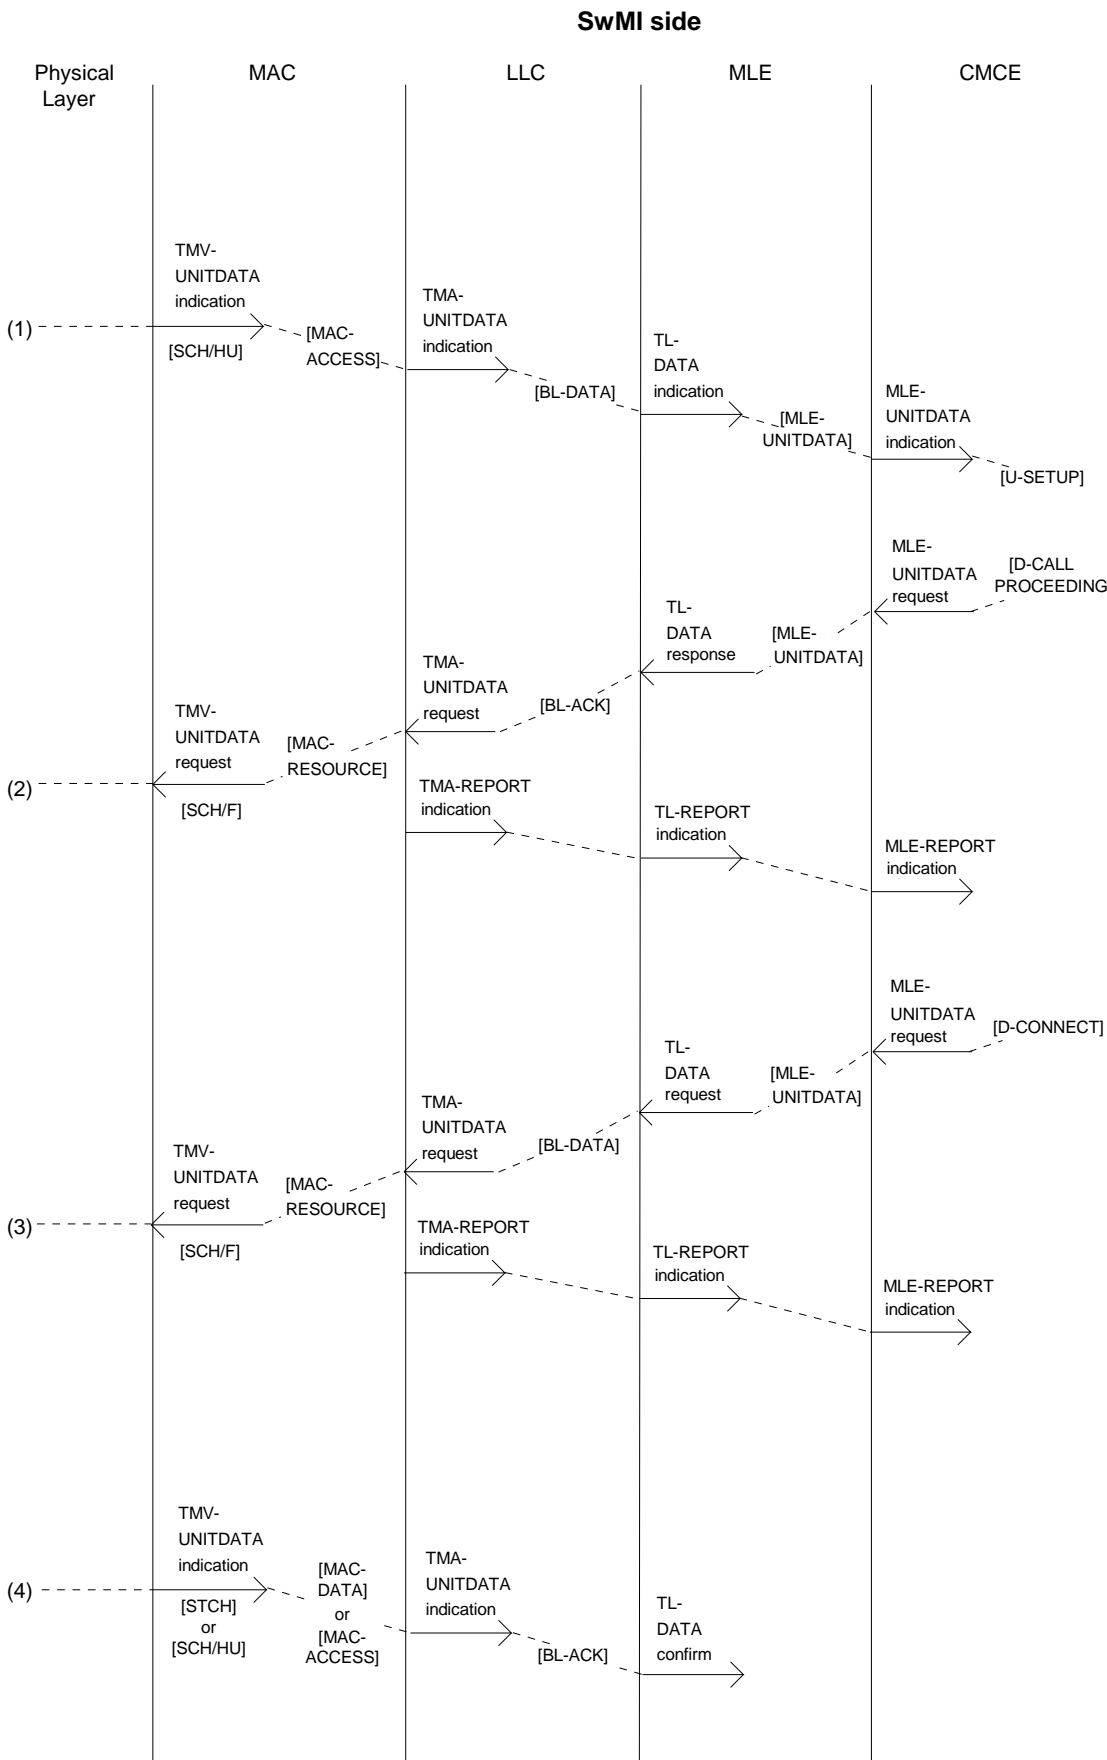 SwMI side
Physical
Layer
MAC
LLC
MLE
CMCE
TMV-
UNITDATA
indication
(1)
[SCH/HU]
[MAC-
ACCESS]
TMA-
UNITDATA
indication
[BL-DATA]
TL-
DATA
indication
[MLE-
UNITDATA]
MLE-
UNITDATA
indication
[U-SETUP]
MLE-
UNITDATA
request
[D-CALL
PROCEEDING
TL-
DATA
response
[MLE-
UNITDATA]
TMA-
UNITDATA
request
[BL-ACK]
TMV-
UNITDATA
request
[MAC-
RESOURCE]
(2)
[SCH/F]
TMA-REPORT
indication
TL-REPORT
indication
MLE-REPORT
indication
MLE-
UNITDATA
request
[D-CONNECT]
TL-
DATA
request
[MLE-
UNITDATA]
TMA-
UNITDATA
request
[BL-DATA]
TMV-
UNITDATA
request
[MAC-
RESOURCE]
(3)
[SCH/F]
TMA-REPORT
indication
TL-REPORT
indication
MLE-REPORT
indication
TMV-
UNITDATA
indication
(4)
[STCH]
or
[SCH/HU]
[MAC-
DATA]
or
[MAC-
ACCESS]
TMA-
UNITDATA
indication
[BL-ACK]
TL-
DATA
confirm